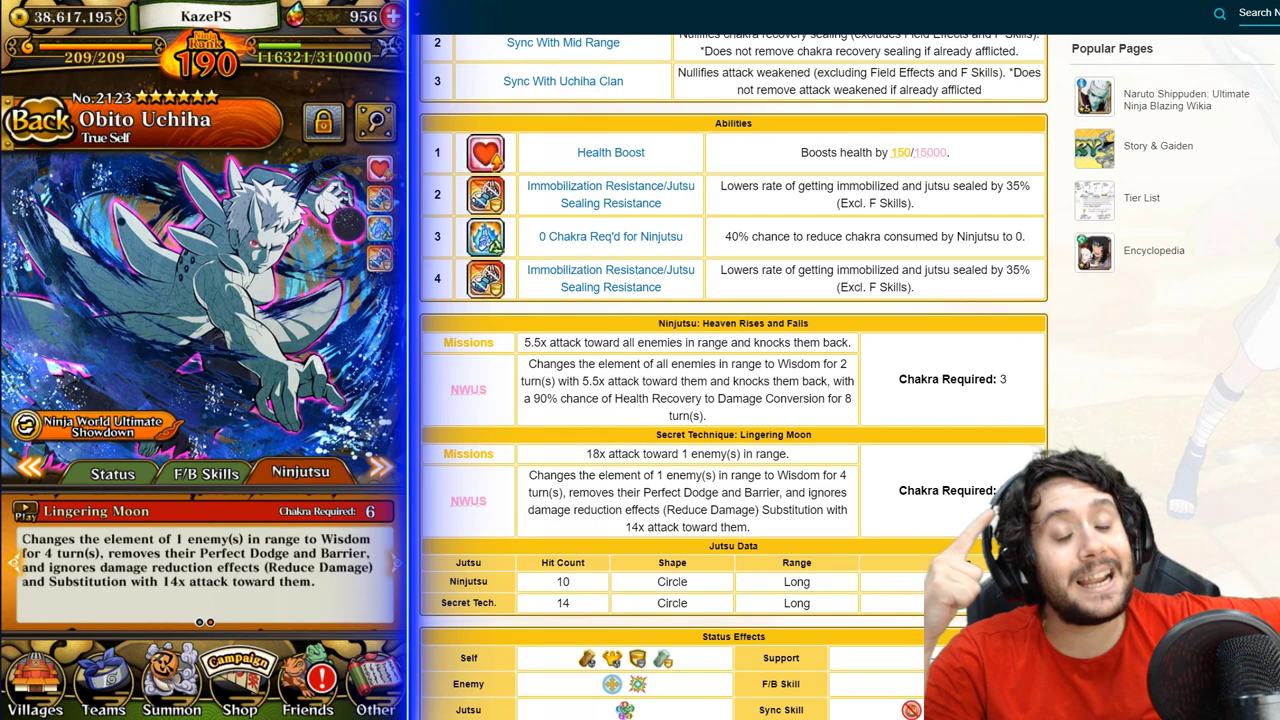 38,617,195
KazePS
956
209/209
Ninja Rank
190
116321/310000
No.2123
Back
Obito Uchiha
True Self
Ninja World Ultimate
Showdown
Status
F/B Skills
Ninjutsu
Play
Lingering Moon
Chakra Required: 6
Changes the element of 1 enemy(s) in range to Wisdom
for 4 turn(s), removes their Perfect Dodge and Barrier,
and ignores damage reduction effects (Reduce Damage)
and Substitution with 14x attack toward them.
Villages
Teams
Summon
Campaign
Shop
Friends
Other
2
Sync With Mid Range
Nullifies chakra recovery sealing (excludes Field Effects and F Skills).
*Does not remove chakra recovery sealing if already afflicted.
3
Sync With Uchiha Clan
Nullifies attack weakened (excluding Field Effects and F Skills). *Does
not remove attack weakened if already afflicted
Abilities
1
Health Boost
Boosts health by 150/15000.
2
Immobilization Resistance/Jutsu
Sealing Resistance
Lowers rate of getting immobilized and jutsu sealed by 35%
(Excl. F Skills).
3
0 Chakra Req'd for Ninjutsu
40% chance to reduce chakra consumed by Ninjutsu to 0.
4
Immobilization Resistance/Jutsu
Sealing Resistance
Lowers rate of getting immobilized and jutsu sealed by 35%
(Excl. F Skills).
Ninjutsu: Heaven Rises and Falls
Missions
5.5x attack toward all enemies in range and knocks them back.
NWUS
Changes the element of all enemies in range to Wisdom for 2
turn(s) with 5.5x attack toward them and knocks them back, with
a 90% chance of Health Recovery to Damage Conversion for 8
turn(s).
Chakra Required: 3
Secret Technique: Lingering Moon
Missions
18x attack toward 1 enemy(s) in range.
NWUS
Changes the element of 1 enemy(s) in range to Wisdom for 4
turn(s), removes their Perfect Dodge and Barrier, and ignores
damage reduction effects (Reduce Damage) Substitution with
14x attack toward them.
Chakra Required:
Jutsu Data
Jutsu
Hit Count
Shape
Range
Ninjutsu
10
Circle
Long
Secret Tech.
14
Circle
Long
Status Effects
Self
Support
Enemy
F/B Skill
Jutsu
Sync Skill
Search N
Popular Pages
Naruto Shippuden: Ultimate
Ninja Blazing Wikia
Story & Gaiden
Tier List
Encyclopedia